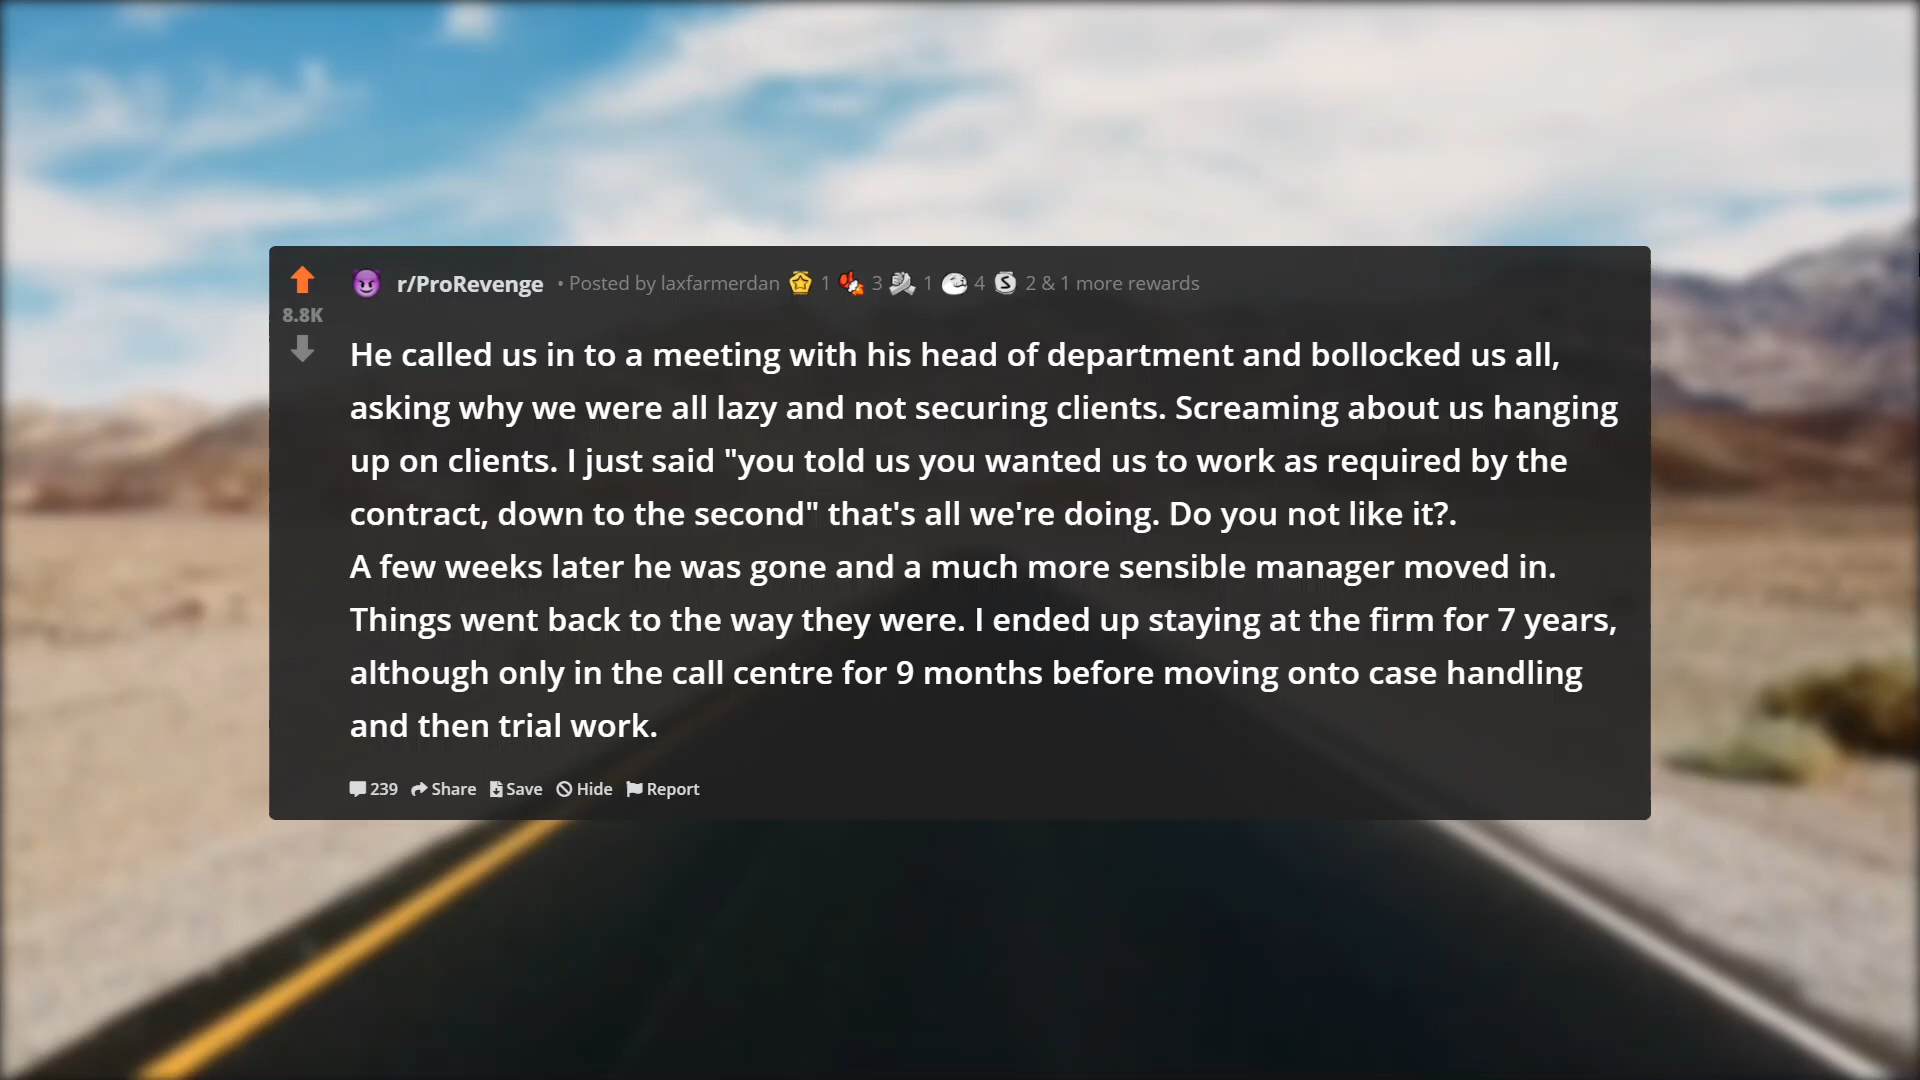 r/ProRevenge • Posted by laxfarmerdan 1 3 1 4 2 & 1 more rewards
8.8K
He called us in to a meeting with his head of department and bollocked us all,
asking why we were all lazy and not securing clients. Screaming about us hanging
up on clients. I just said "you told us you wanted us to work as required by the
contract, down to the second" that's all we're doing. Do you not like it?.
A few weeks later he was gone and a much more sensible manager moved in.
Things went back to the way they were. I ended up staying at the firm for 7 years,
although only in the call centre for 9 months before moving onto case handling
and then trial work.
239 Share Save Hide Report